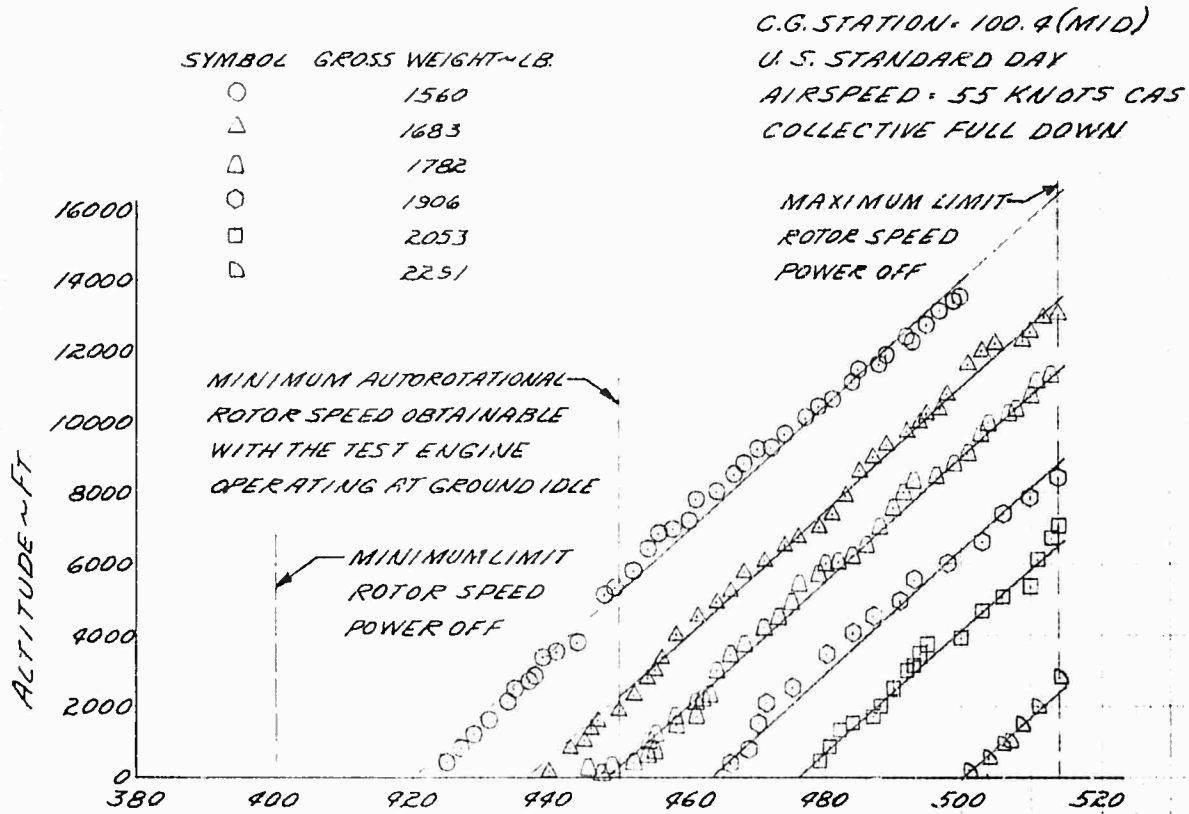 C.G. STATION = 100.4 (MID)
U. S. STANDARD DAY
AIRSPEED = 55 KNOTS CAS
COLLECTIVE FULL DOWN
SYMBOL GROSS WEIGHT~LB.
1560
1683
1782
1906
2053
2251
MAXIMUM LIMIT
ROTOR SPEED
POWER OFF
MINIMUM AUTOROTATIONAL
ROTOR SPEED OBTAINABLE
WITH THE TEST ENGINE
OPERATING AT GROUND IDLE
MINIMUM LIMIT
ROTOR SPEED
POWER OFF
ALTITUDE~FT
16000
14000
12000
10000
8000
6000
4000
2000
0
380 400 420 440 460 480 500 520